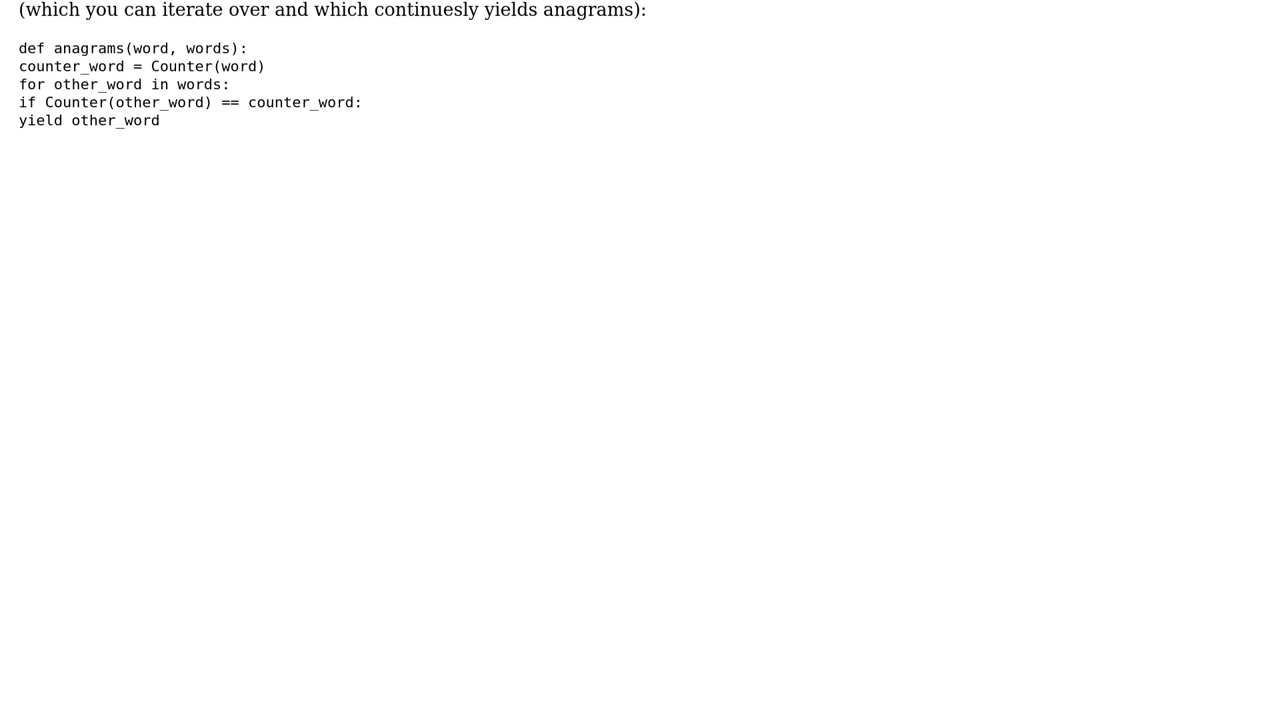 (which you can iterate over and which continuesly yields anagrams):
def anagrams(word, words):
counter_word = Counter(word)
for other_word in words:
if Counter(other_word) == counter_word:
yield other_word